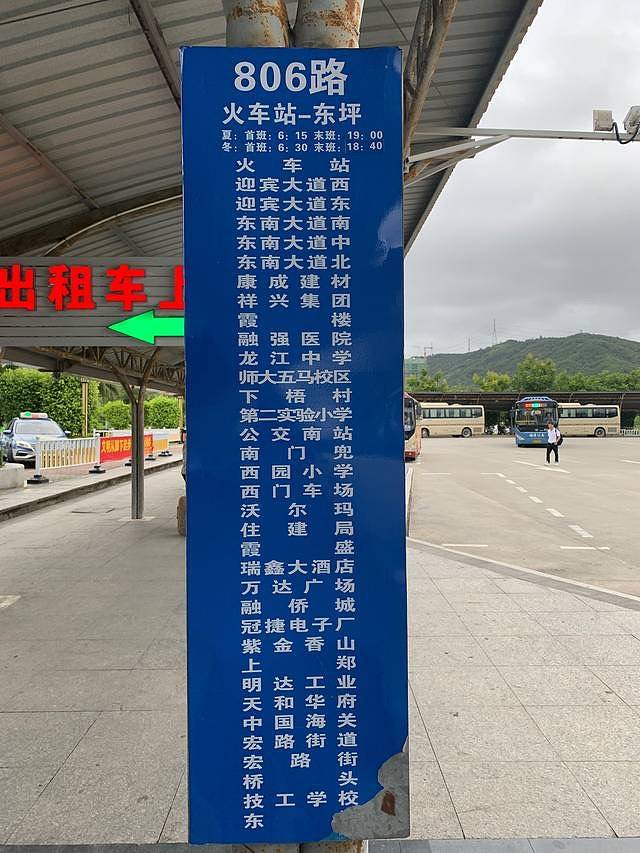 806路
火车站-东坪
夏:首班:6:15 末班:19:00
冬:首班:6:30 末班:18:40
火车站
迎宾大道西
迎宾大道东
东南大道南
东南大道中
东南大道北
康成建材
祥兴集团
霞楼
融强医院
龙江中学
师大五马校区
下梧村
第二实验小学
公交南站
南门兜
西园小学
西门车场
沃尔玛
住建局
霞盛
瑞鑫大酒店
万达广场
融侨城
冠捷电子厂
紫金香山
上郑
明达工业
天和华府
中国海关
宏路街道
宏路街
桥头
技工学校
东
出租车上